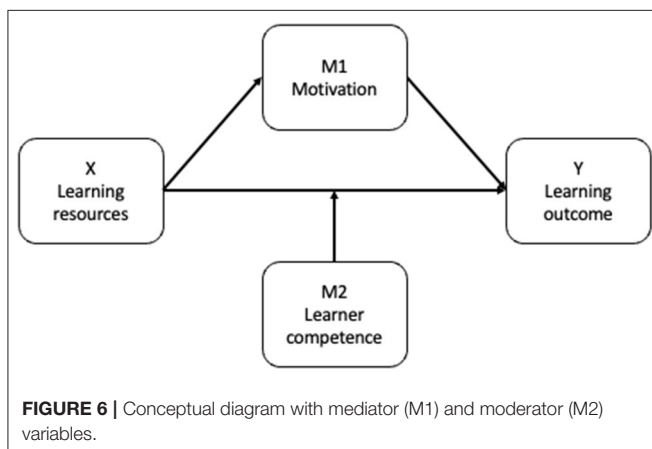 M1
Motivation
X
Learning
resources
Y
Learning
outcome
M2
Learner
competence
FIGURE 6 | Conceptual diagram with mediator (M1) and moderator (M2)
variables.